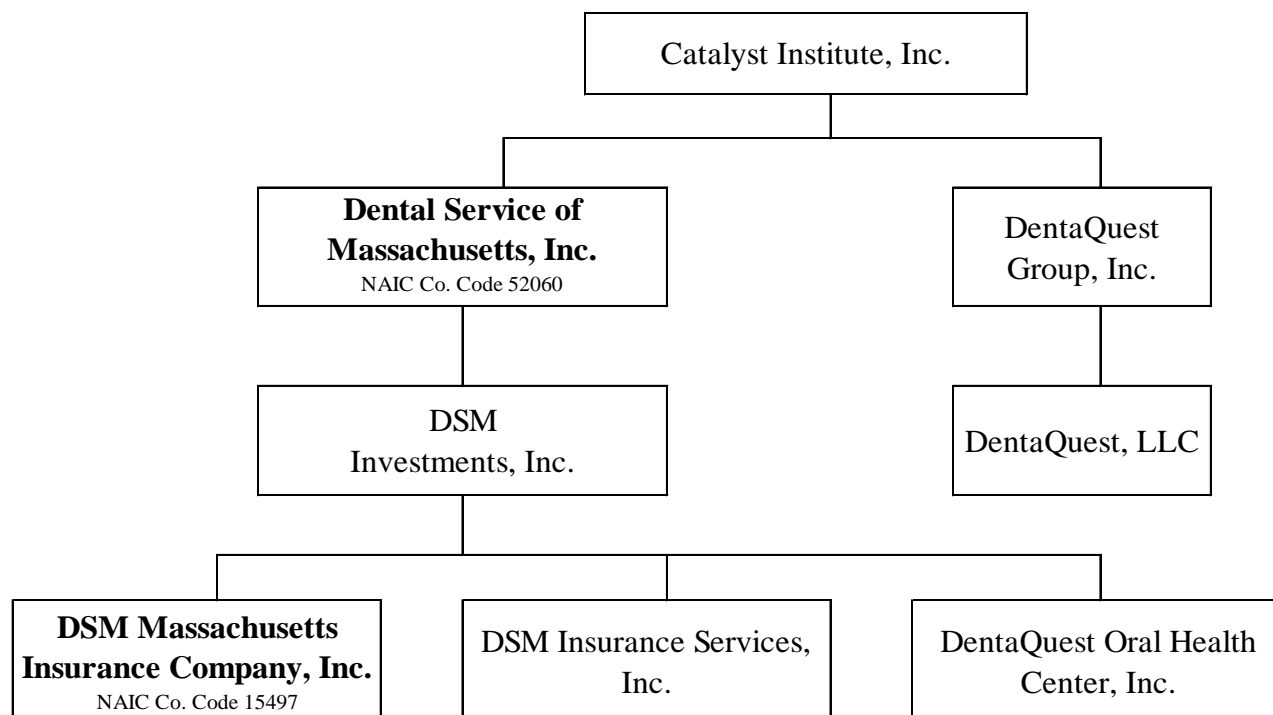 Catalyst Institute, Inc.
Dental Service of
Massachusetts, Inc.
NAIC Co. Code 52060
DentaQuest
Group, Inc.
DSM
Investments, Inc.
DentaQuest, LLC
DSM Massachusetts
Insurance Company, Inc.
NAIC Co. Code 15497
DSM Insurance Services,
Inc.
DentaQuest Oral Health
Center, Inc.